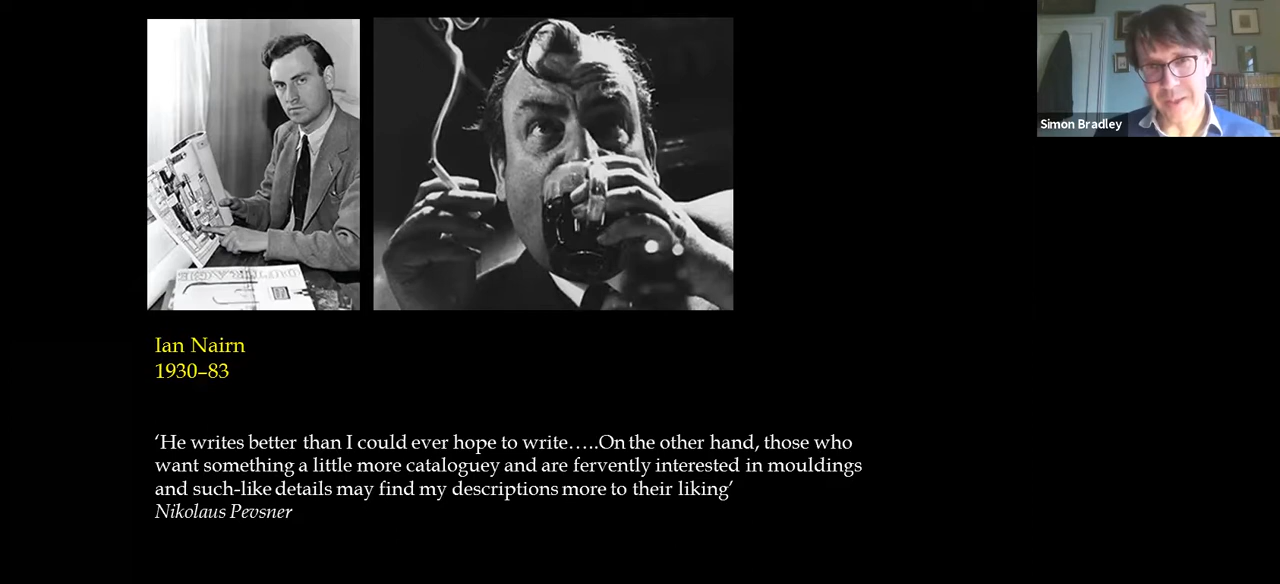 Simon Bradley
Ian Nairn
1930–83
‘He writes better than I could ever hope to write…..On the other hand, those who
want something a little more cataloguey and are fervently interested in mouldings
and such-like details may find my descriptions more to their liking’
Nikolaus Pevsner